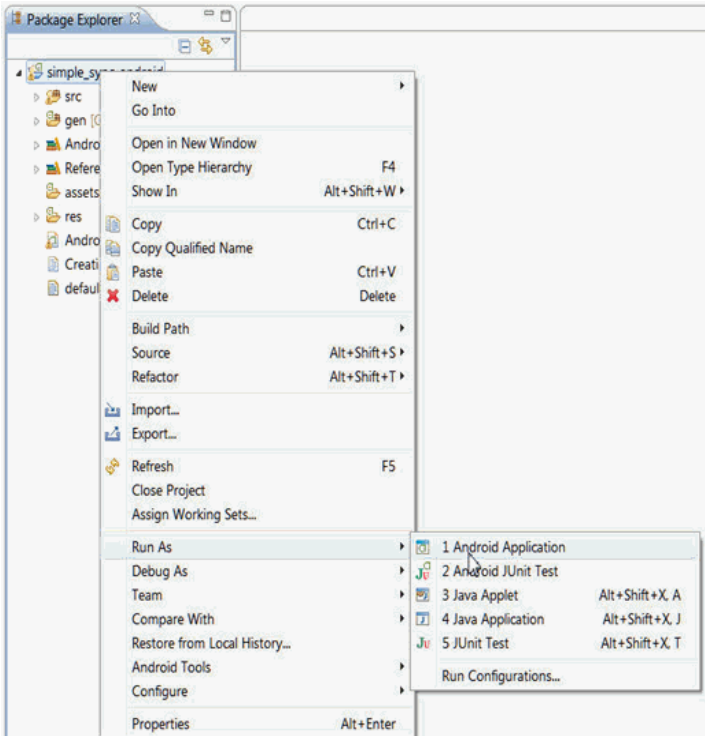 Package Explorer
simple_sync_android
src
gen [G
Andro
Refere
assets
res
Andro
Creati
defaul
New
Go Into
Open in New Window
Open Type Hierarchy F4
Show In Alt+Shift+W
Copy Ctrl+C
Copy Qualified Name
Paste Ctrl+V
Delete Delete
Build Path
Source Alt+Shift+S
Refactor Alt+Shift+T
Import...
Export...
Refresh F5
Close Project
Assign Working Sets...
Run As
Debug As
Team
Compare With
Restore from Local History...
Android Tools
Configure
Properties Alt+Enter
1 Android Application
2 Android JUnit Test
3 Java Applet Alt+Shift+X, A
4 Java Application Alt+Shift+X, J
5 JUnit Test Alt+Shift+X, T
Run Configurations...